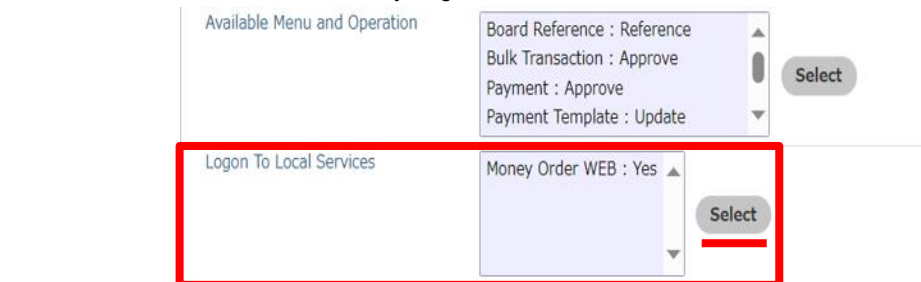 Available Menu and Operation
Board Reference : Reference
Bulk Transaction : Approve
Payment : Approve
Payment Template : Update
Select
Logon To Local Services
Money Order WEB : Yes
Select